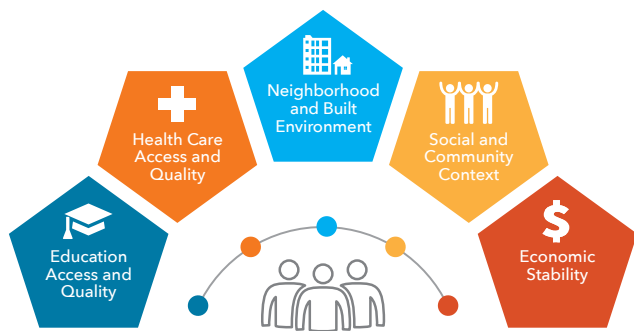 Neighborhood
and Built
Environment
Health Care
Access and
Quality
Social and
Community
Context
Education
Access and
Quality
$
Economic
Stability